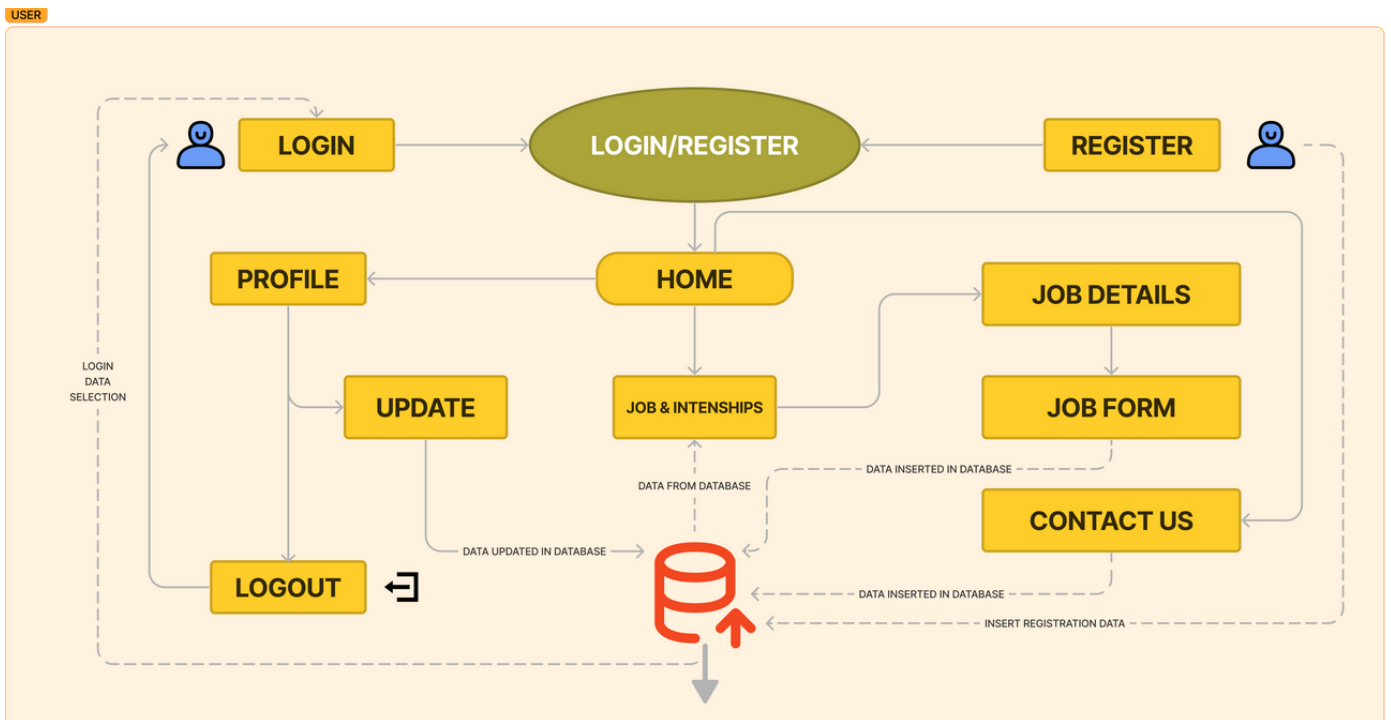 USER
LOGIN
LOGIN/REGISTER
REGISTER
PROFILE
HOME
JOB DETAILS
LOGIN
DATA
SELECTION
UPDATE
JOB & INTENSHIPS
JOB FORM
DATA INSERTED IN DATABASE
DATA FROM DATABASE
CONTACT US
DATA UPDATED IN DATABASE
LOGOUT
DATA INSERTED IN DATABASE
INSERT REGISTRATION DATA